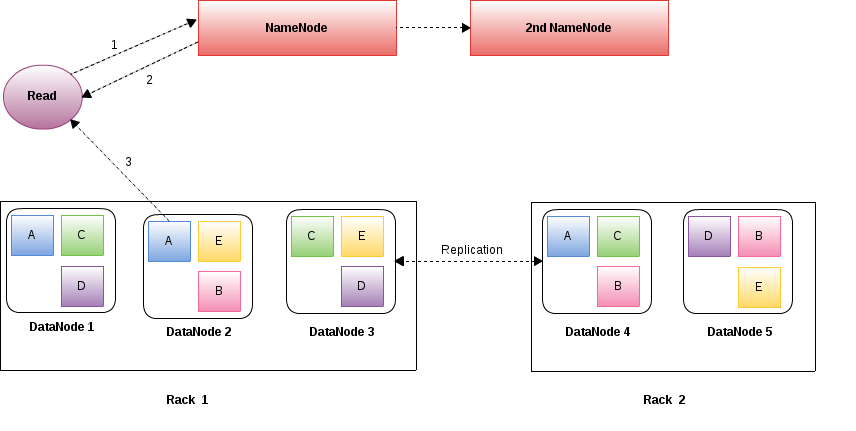 NameNode
2nd NameNode
1
2
Read
3
A
C
D
DataNode 1
A
E
B
DataNode 2
C
E
D
DataNode 3
Replication
A
C
B
DataNode 4
D
B
E
DataNode 5
Rack 1
Rack 2